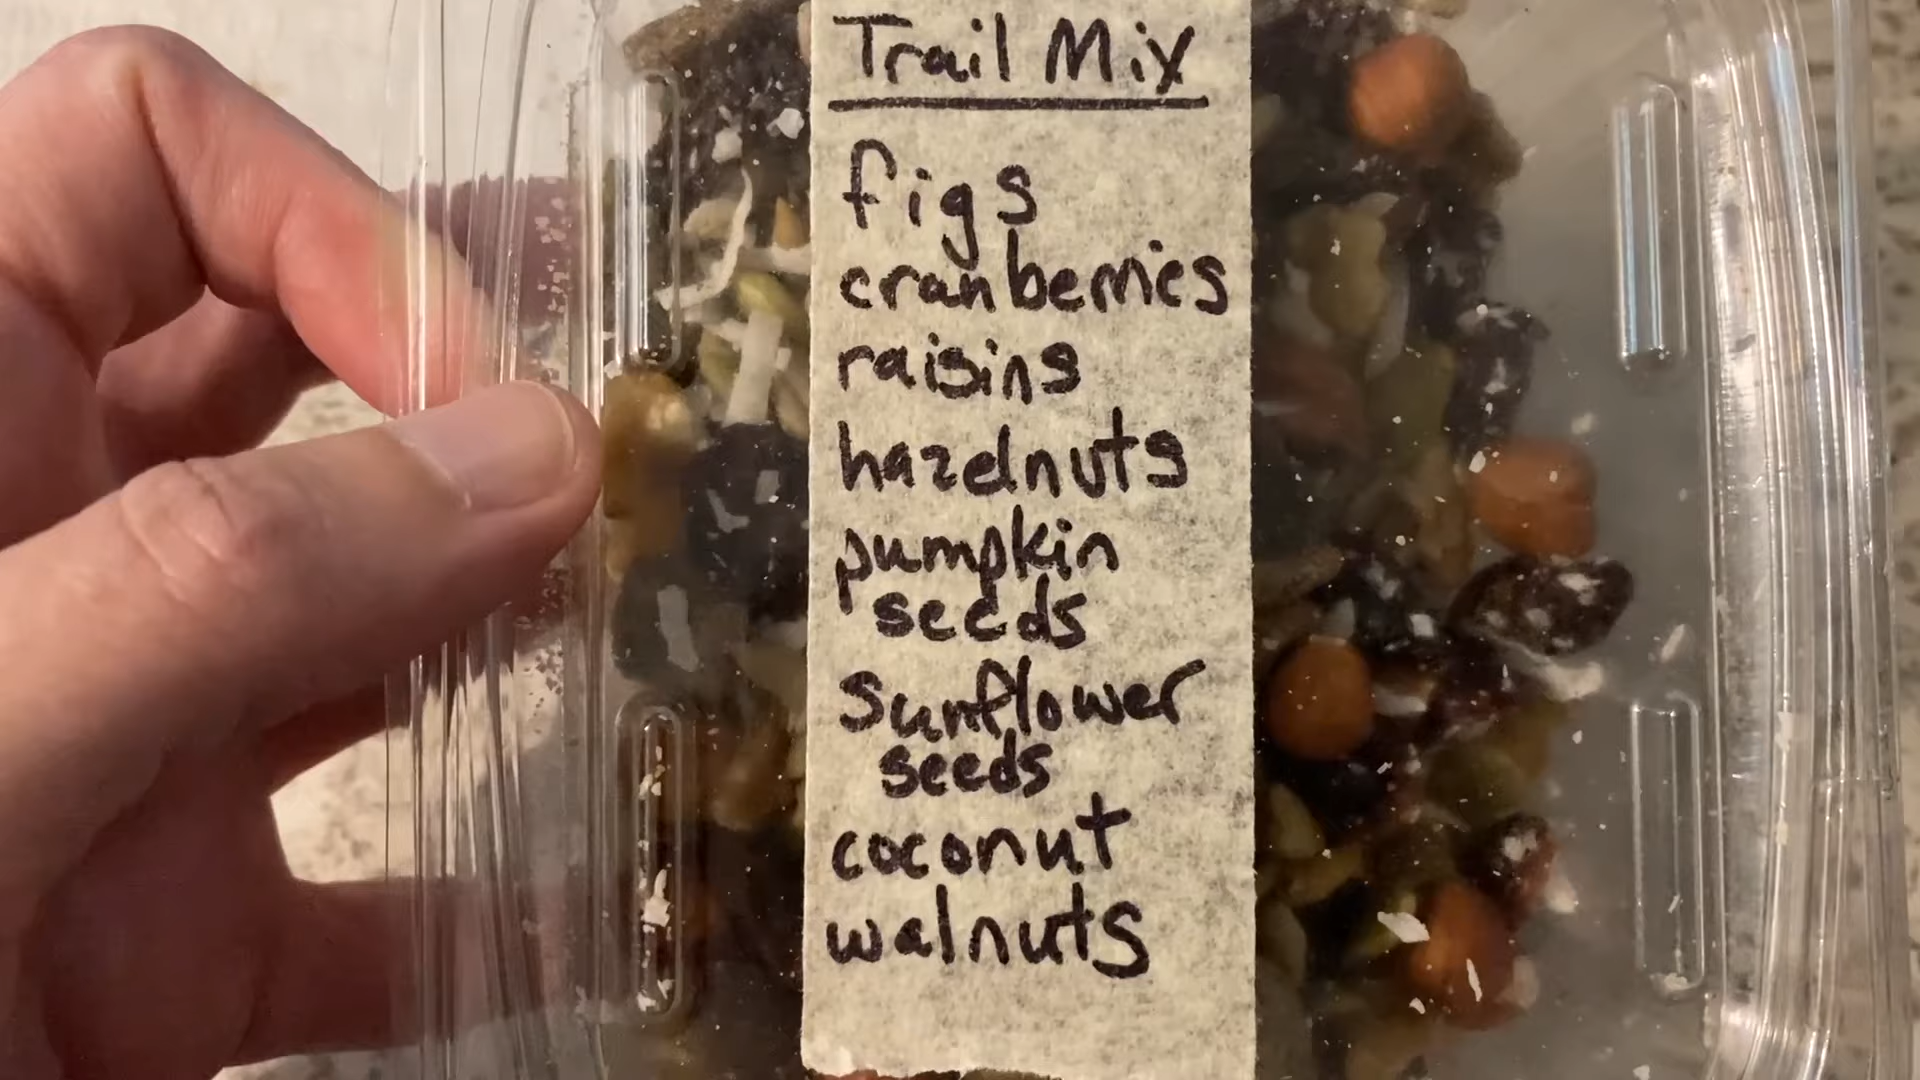 Trail Mix
figs
cranberries
raisins
hazelnuts
pumpkin
seeds
Sunflower
seeds
coconut
walnuts